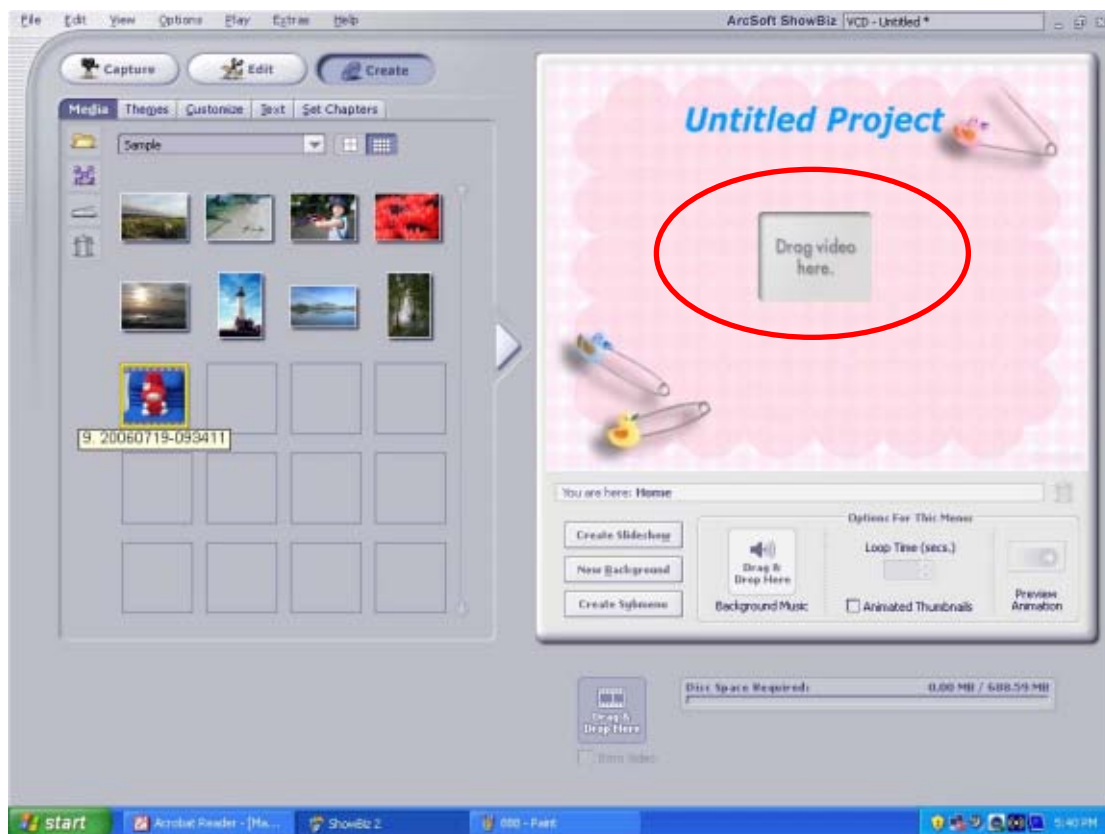 File Edit View Options Play Extras Help
ArcSoft ShowBiz VCD - Untitled *
Capture Edit Create
Media Themes Customize Text Set Chapters
Sample
9. 20060719-093411
Untitled Project
Drag video
here.
You are here: Home
Create Slideshow
New Background
Create Submenu
Options For This Menu
Drag &
Drop Here
Background Music
Loop Time (secs.)
Animated Thumbnails
Preview
Animation
Drag &
Drop Here
Disc Space Required: 0.00 MB / 688.59 MB
start Acrobat Reader - [Ma... ShowBiz 2 080 - Paint 5:40 PM